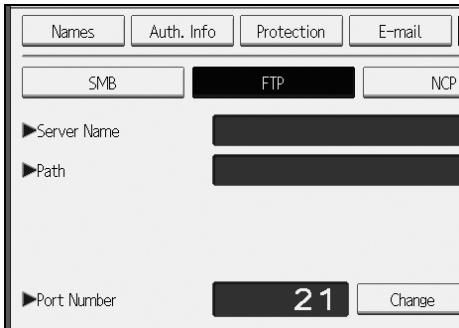 Names Auth. Info Protection E-mail
SMB FTP NCP
▶Server Name
▶Path
▶Port Number 21 Change